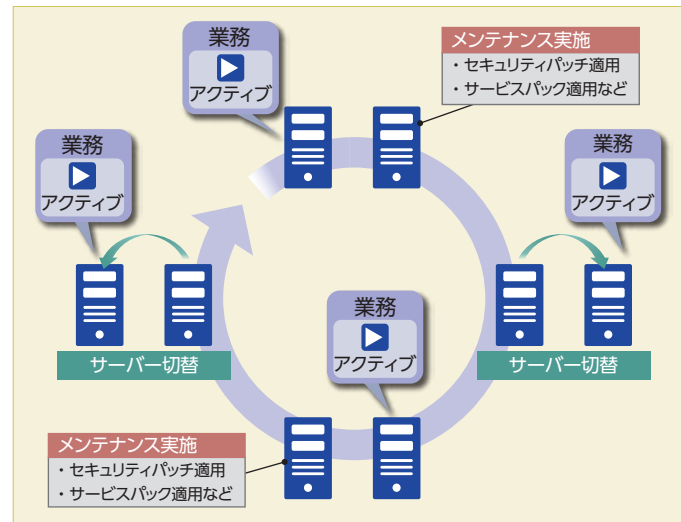 業務
アクティブ
メンテナンス実施
・セキュリティパッチ適用
・サービスパック適用など
業務
アクティブ
サーバー切替
業務
アクティブ
メンテナンス実施
・セキュリティパッチ適用
・サービスパック適用など
業務
アクティブ
サーバー切替